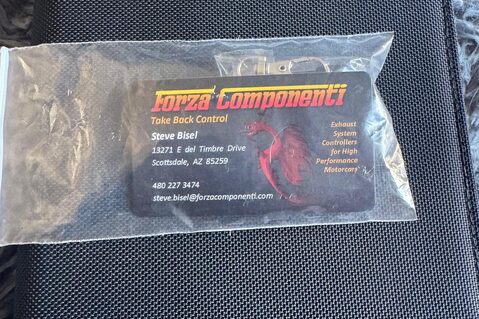 Forza Componenti
Take Back Control
Steve Bisel
13271 E del Timbre Drive
Scottsdale, AZ 85259
480 227 3474
steve.bisel@forzacomponenti.com
Exhaust
System
Controllers
for High
Performance
Motorcars